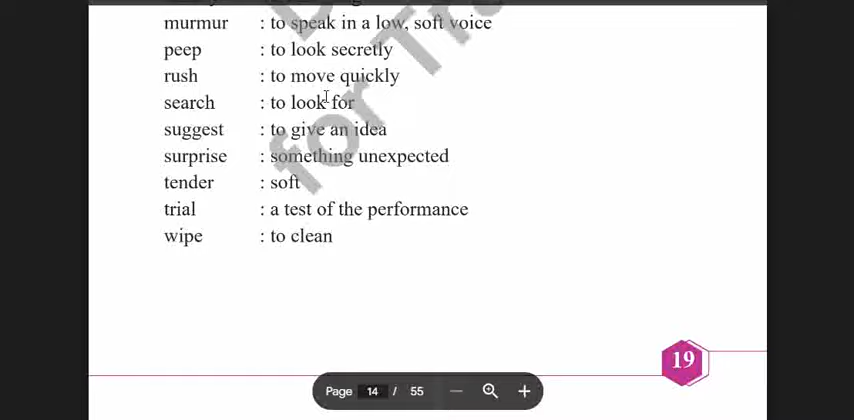 murmur : to speak in a low, soft voice
peep : to look secretly
rush : to move quickly
search : to look for
suggest : to give an idea
surprise : something unexpected
tender : soft
trial : a test of the performance
wipe : to clean
for Tr
19
Page 14 / 55